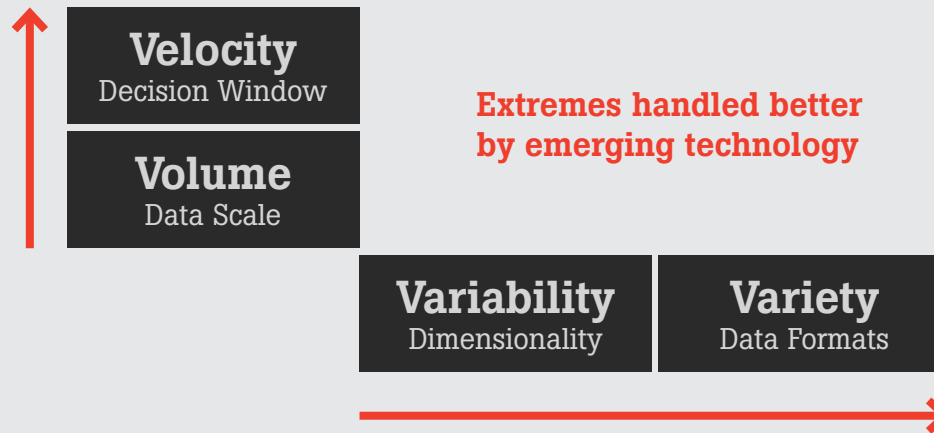 Velocity
Decision Window
Extremes handled better
by emerging technology
Volume
Data Scale
Variability
Dimensionality
Variety
Data Formats